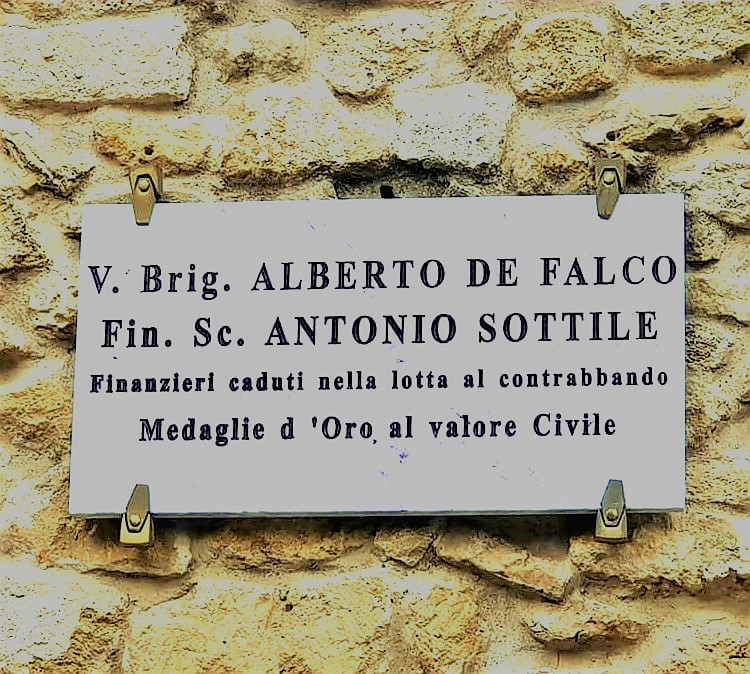 V. Brig. ALBERTO DE FALCO
Fin. Sc. ANTONIO SOTTILE
Finanzieri caduti nella lotta al contrabbando
Medaglie d 'Oro al valore Civile